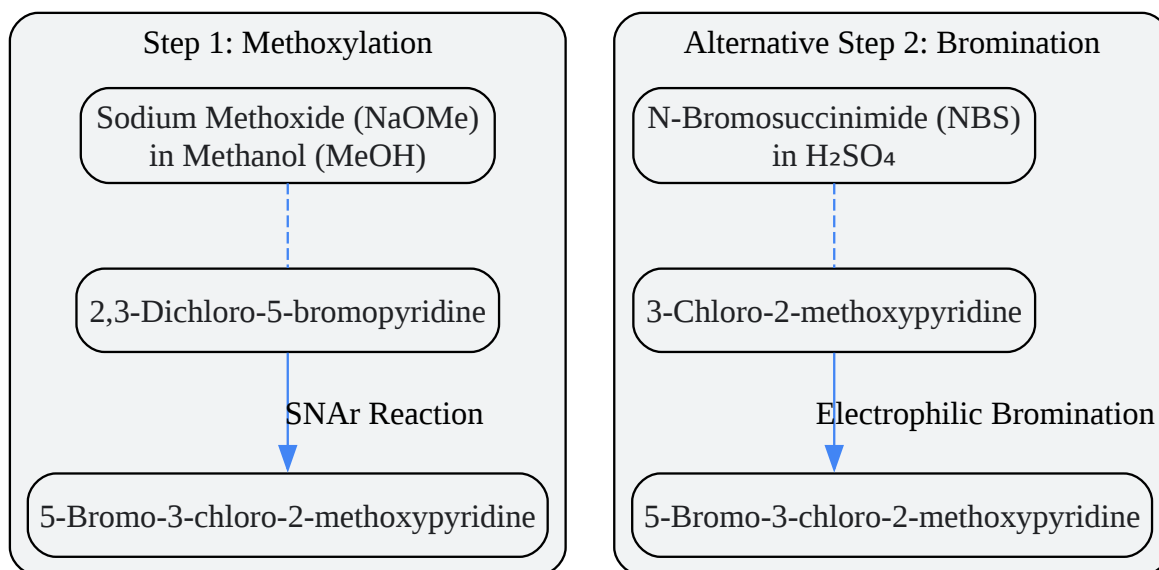 Step 1: Methoxylation
Sodium Methoxide (NaOMe)
in Methanol (MeOH)
2,3-Dichloro-5-bromopyridine
SNAr Reaction
5-Bromo-3-chloro-2-methoxypyridine
Alternative Step 2: Bromination
N-Bromosuccinimide (NBS)
in H₂SO₄
3-Chloro-2-methoxypyridine
Electrophilic Bromination
5-Bromo-3-chloro-2-methoxypyridine